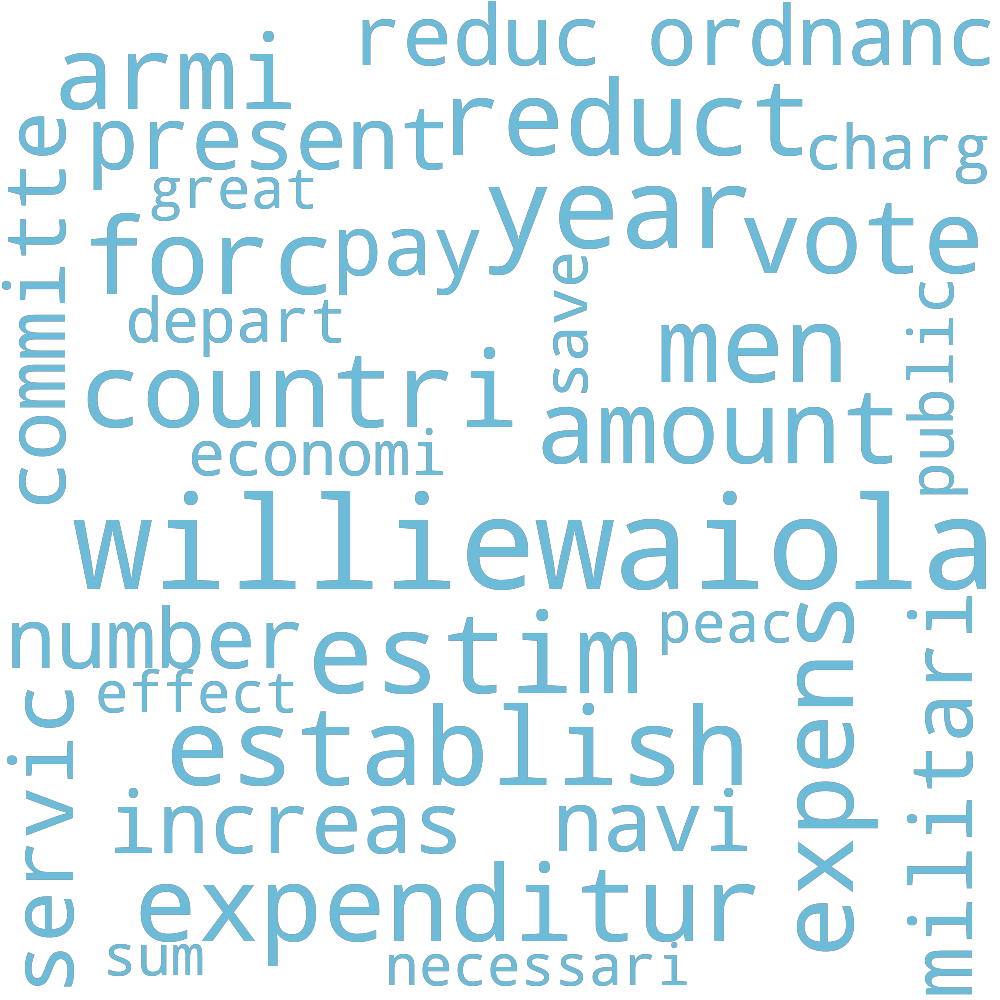 reduc ordnanc
armi
reduct
present
charg
committe
great
year
vote
forc
pay
save
public
depart
men
countri
amount
economi
williewaiola
number
estim
peac
expens
militari
effect
servic
establish
increas
navi
expenditur
sum
necessari